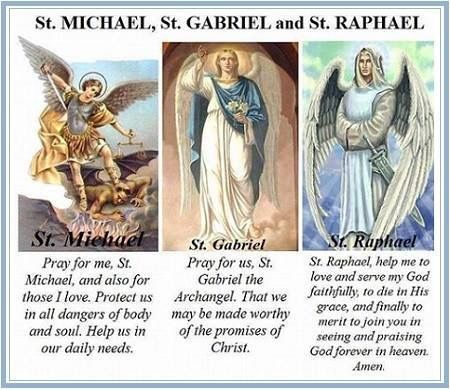 St. MICHAEL, St. GABRIEL and St. RAPHAEL
St. Michael
Pray for me, St.
Michael, and also for
those I love. Protect us
in all dangers of body
and soul. Help us in
our daily needs.
St. Gabriel
Pray for us, St.
Gabriel the
Archangel. That we
may be made worthy
of the promises of
Christ.
St. Raphael
St. Raphael, help me to
love and serve my God
faithfully, to die in His
grace, and finally to
merit to join you in
seeing and praising
God forever in heaven.
Amen.